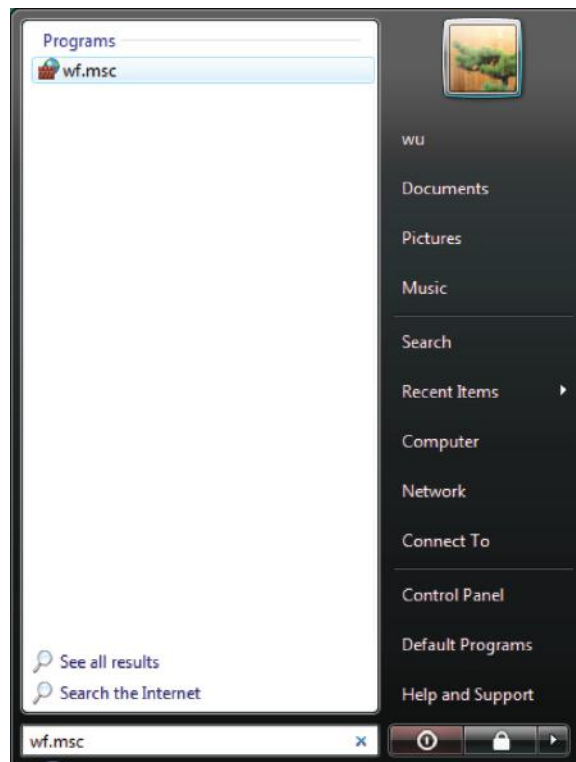 Programs
wf.msc
See all results
Search the Internet
wf.msc
wu
Documents
Pictures
Music
Search
Recent Items
Computer
Network
Connect To
Control Panel
Default Programs
Help and Support